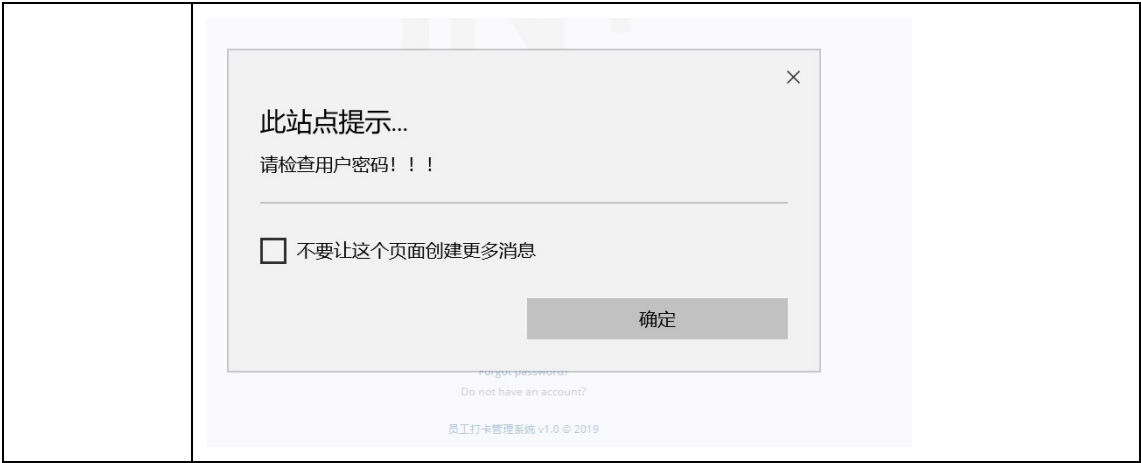 此站点提示...
请检查用户密码！！！
不要让这个页面创建更多消息
确定
Forgot password?
Do not have an account?
员工打卡管理系统 v1.0 © 2019